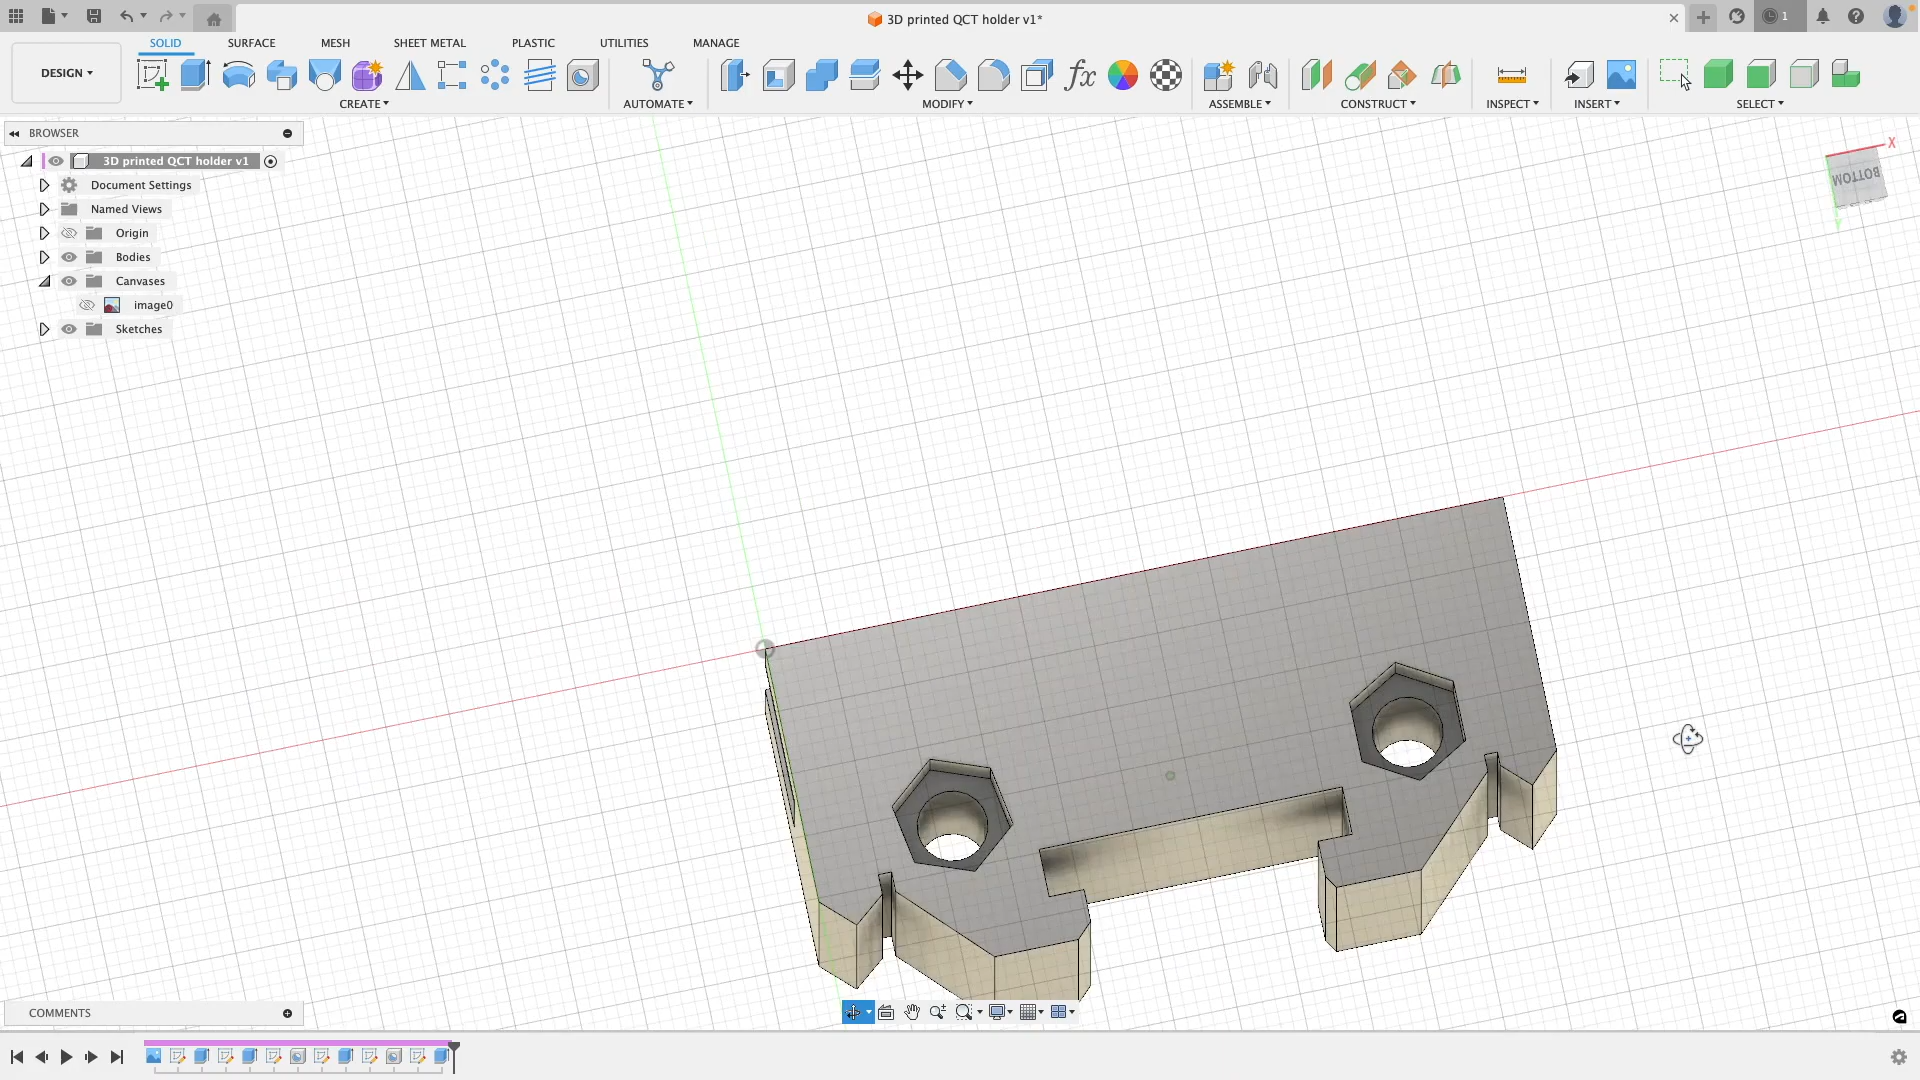 3D printed QCT holder v1*
1
SOLID
SURFACE
MESH
SHEET METAL
PLASTIC
UTILITIES
MANAGE
DESIGN
CREATE
AUTOMATE
MODIFY
ASSEMBLE
CONSTRUCT
INSPECT
INSERT
SELECT
BROWSER
3D printed QCT holder v1
Document Settings
Named Views
Origin
Bodies
Canvases
image0
Sketches
X
BOTTOM
Y
COMMENTS